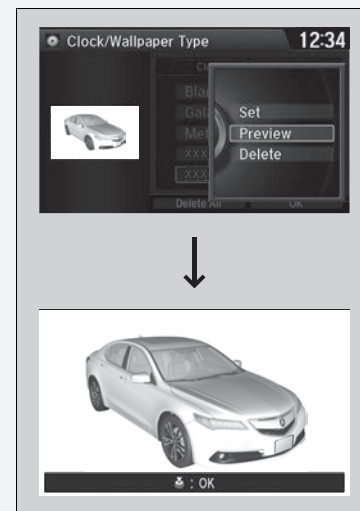 Clock/Wallpaper Type
12:34
Set
Preview
Delete
Delete All
OK
: OK